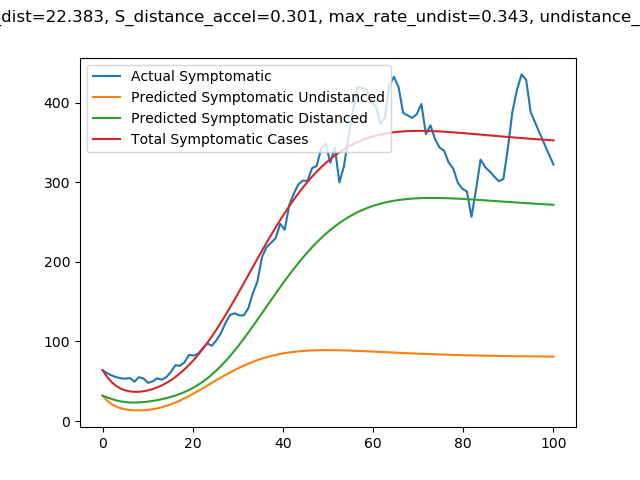 _dist=22.383, S_distance_accel=0.301, max_rate_undist=0.343, undistance_
Actual Symptomatic
Predicted Symptomatic Undistanced
Predicted Symptomatic Distanced
Total Symptomatic Cases
400
300
200
100
0
0 20 40 60 80 100